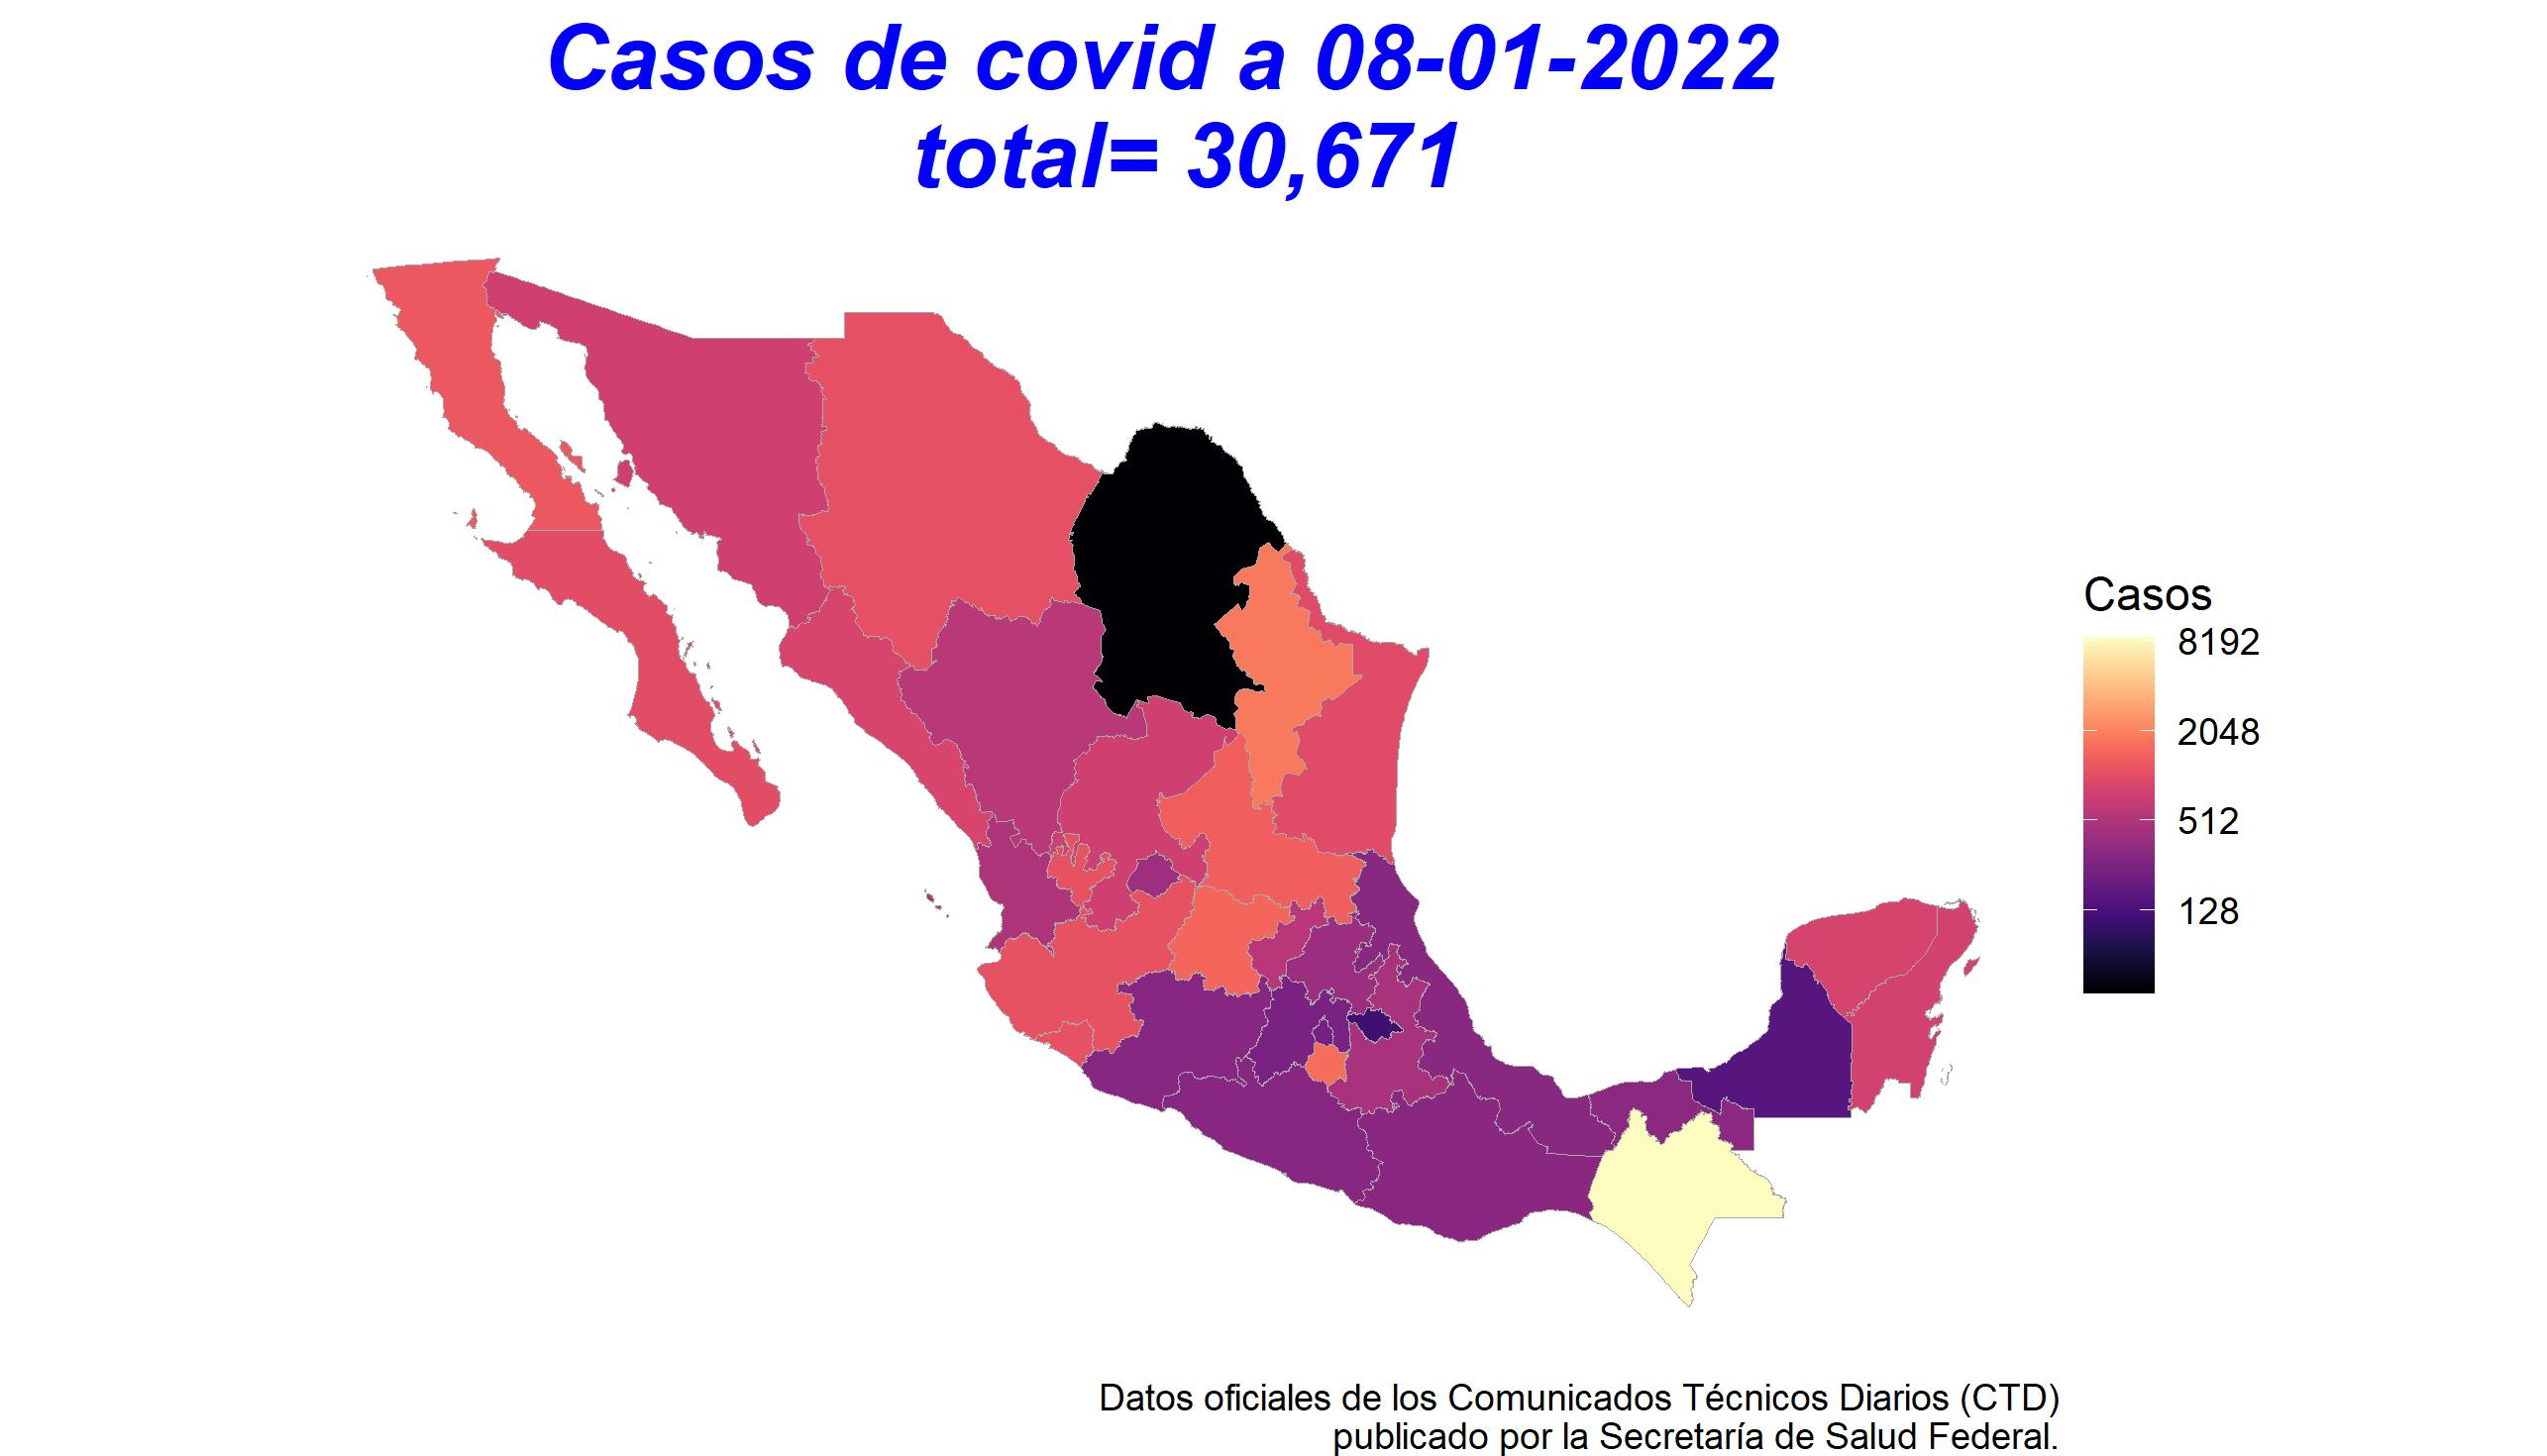 Casos de covid a 08-01-2022
total= 30,671
Casos
8192
2048
512
128
Datos oficiales de los Comunicados Técnicos Diarios (CTD)
publicado por la Secretaría de Salud Federal.